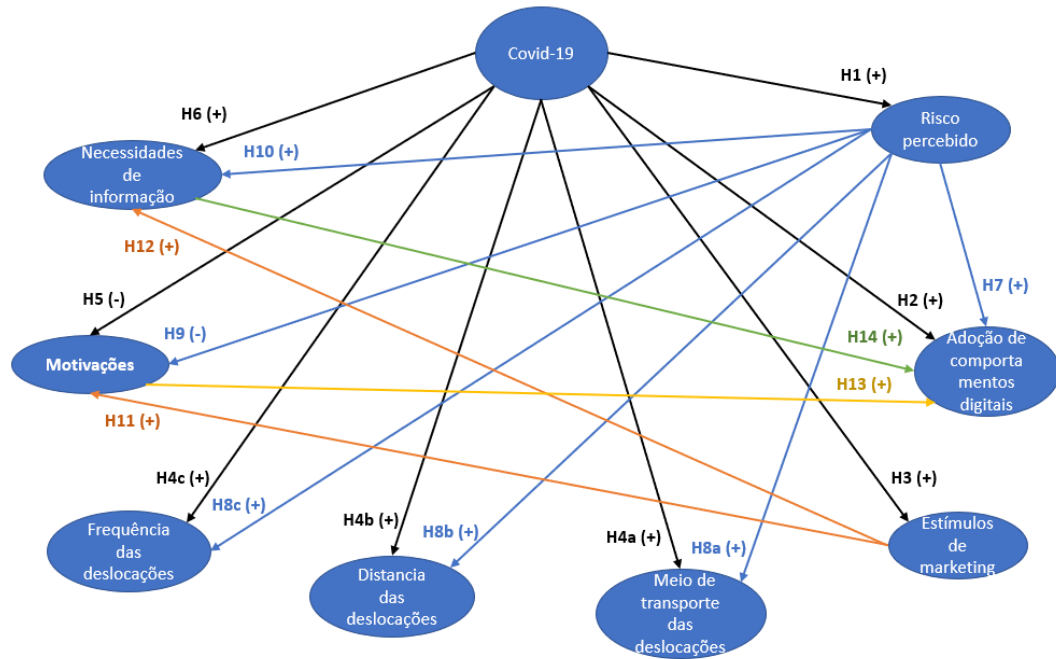 Covid-19
H1 (+)
H6 (+)
Risco
percebido
Necessidades
de
informação
H10 (+)
H12 (+)
H5 (-)
H9 (-)
H2 (+)
H7 (+)
Motivações
H14 (+)
Adoção de
comporta
mentos
digitais
H13 (+)
H11 (+)
H4c (+)
H8c (+)
H4b (+)
H8b (+)
H4a (+)
H8a (+)
H3 (+)
Frequência
das
deslocações
Distancia
das
deslocações
Meio de
transporte
das
deslocações
Estímulos
de
marketing